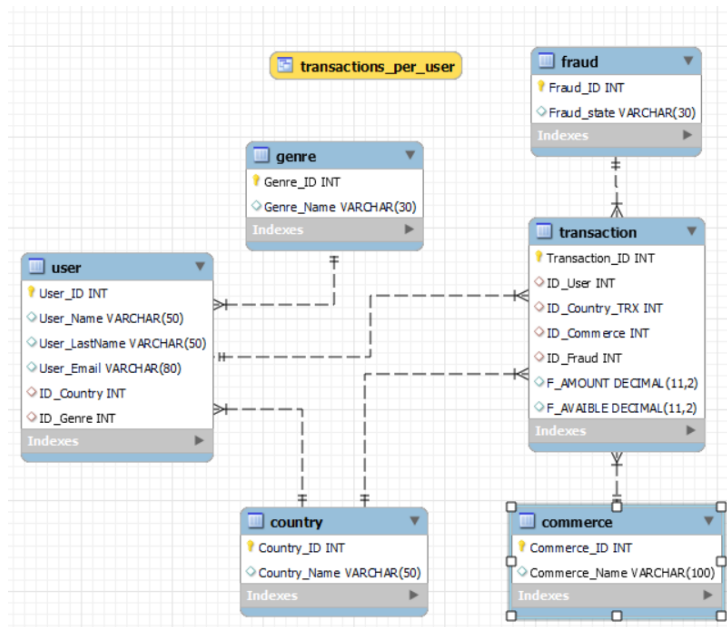 transactions_per_user
fraud
Fraud_ID INT
Fraud_state VARCHAR(30)
Indexes
genre
Genre_ID INT
Genre_Name VARCHAR(30)
Indexes
transaction
Transaction_ID INT
ID_User INT
ID_Country_TRX INT
ID_Commerce INT
ID_Fraud INT
F_AMOUNT DECIMAL(11,2)
F_AVAIBLE DECIMAL(11,2)
Indexes
user
User_ID INT
User_Name VARCHAR(50)
User_LastName VARCHAR(50)
User_Email VARCHAR(80)
ID_Country INT
ID_Genre INT
Indexes
country
Country_ID INT
Country_Name VARCHAR(50)
Indexes
commerce
Commerce_ID INT
Commerce_Name VARCHAR(100)
Indexes